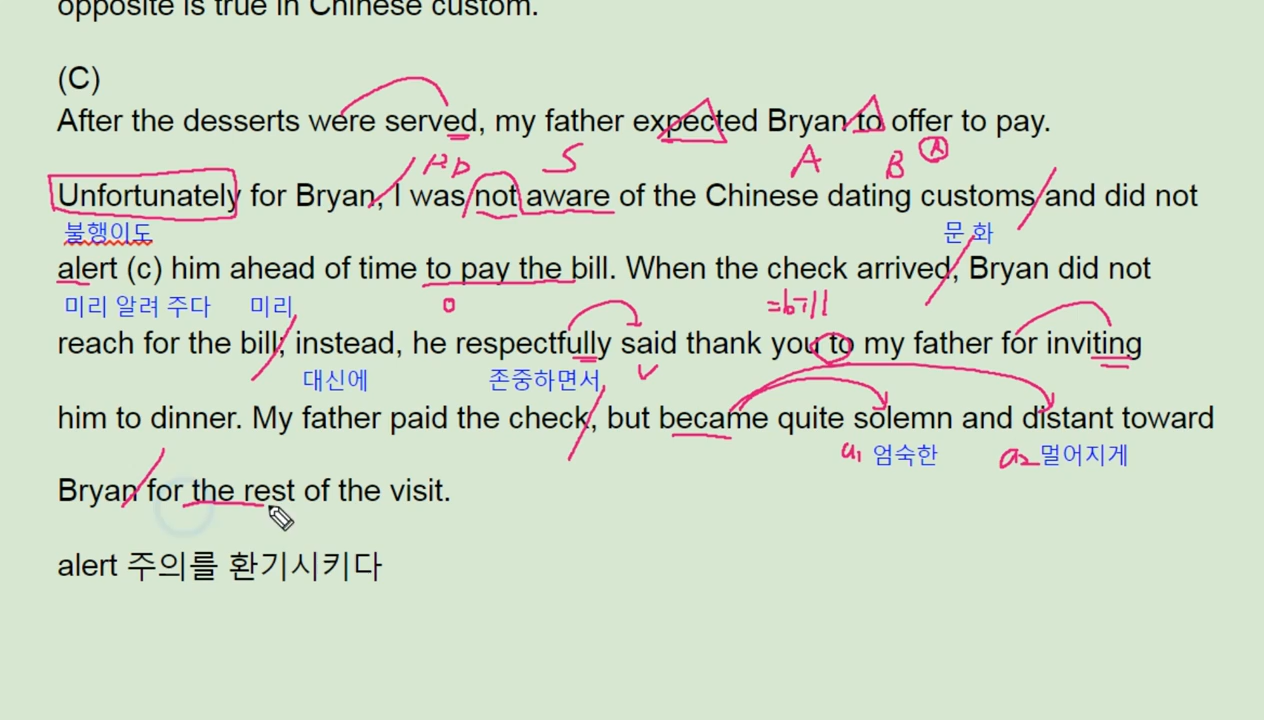 opposite is true in Chinese custom.
(C)
After the desserts were served, my father expected Bryan to offer to pay.
pp S A B A
Unfortunately for Bryan, I was not aware of the Chinese dating customs and did not
불행이도 문 화
alert (c) him ahead of time to pay the bill. When the check arrived, Bryan did not
미리 알려 주다 미리 =bill
reach for the bill; instead, he respectfully said thank you to my father for inviting
대신에 존중하면서, v
him to dinner. My father paid the check, but became quite solemn and distant toward
a1 엄숙한 a2 멀어지게
Bryan for the rest of the visit.
alert 주의를 환기시키다